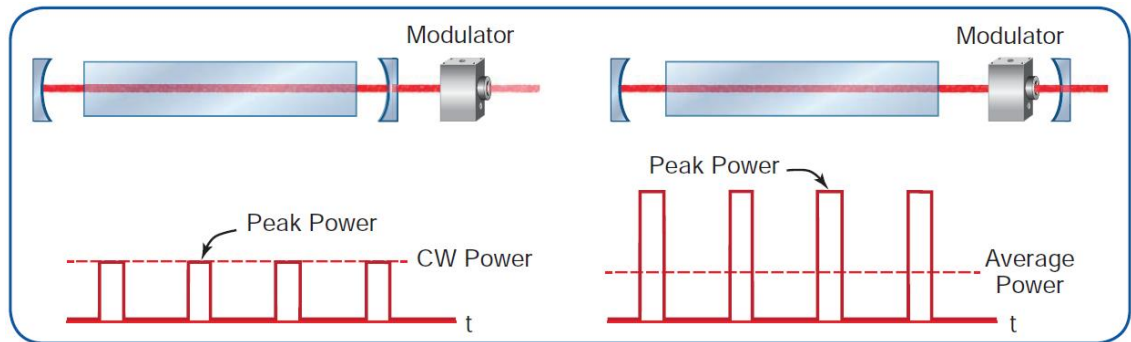 Modulator
Modulator
Peak Power
Peak Power
CW Power
Average
Power
t
t